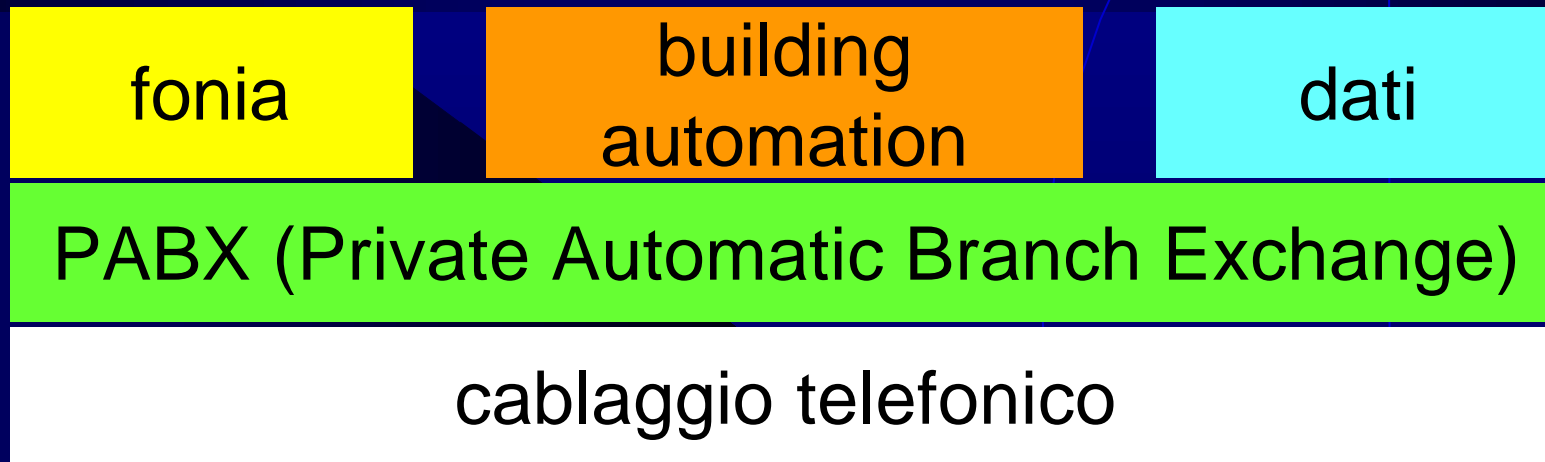 fonia
building
automation
dati
PABX (Private Automatic Branch Exchange)
cablaggio telefonico